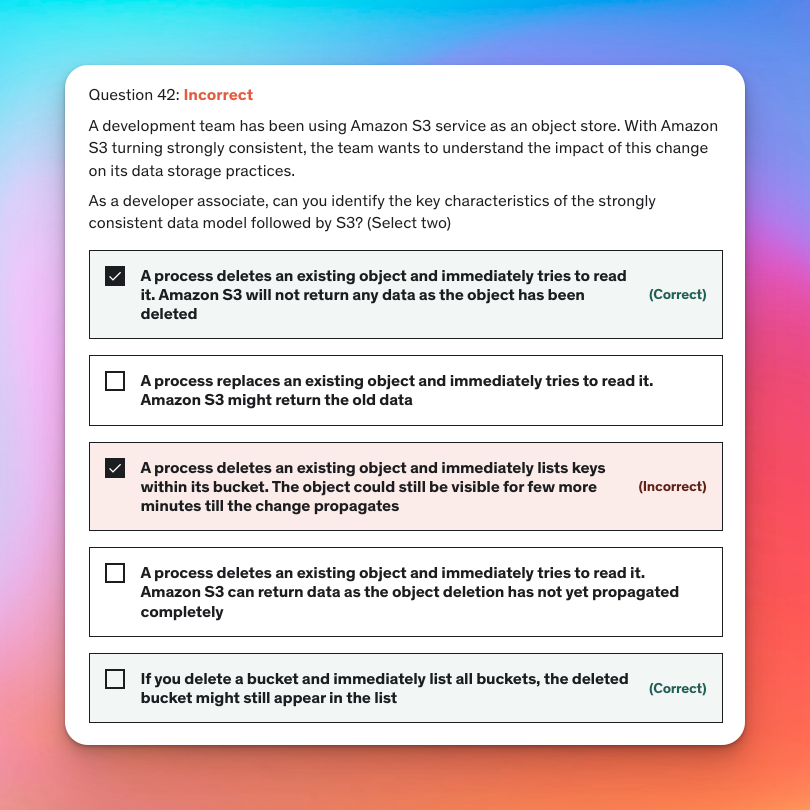 Question 42: Incorrect
A development team has been using Amazon S3 service as an object store. With Amazon
S3 turning strongly consistent, the team wants to understand the impact of this change
on its data storage practices.
As a developer associate, can you identify the key characteristics of the strongly
consistent data model followed by S3? (Select two)
A process deletes an existing object and immediately tries to read
it. Amazon S3 will not return any data as the object has been
deleted
(Correct)
A process replaces an existing object and immediately tries to read it.
Amazon S3 might return the old data
A process deletes an existing object and immediately lists keys
within its bucket. The object could still be visible for few more
minutes till the change propagates
(Incorrect)
A process deletes an existing object and immediately tries to read it.
Amazon S3 can return data as the object deletion has not yet propagated
completely
If you delete a bucket and immediately list all buckets, the deleted
bucket might still appear in the list
(Correct)